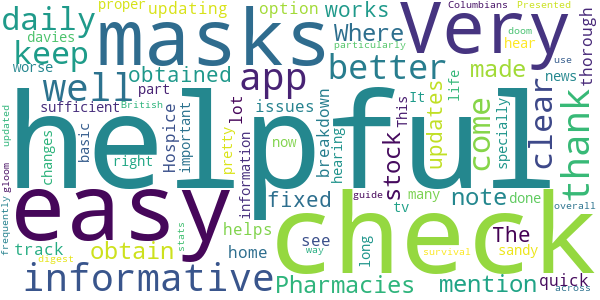 daily
davies
keep
worse
proper
updating
masks
option
works
obtained
sufficient
British
part
Where
app
Very
better
particularly
made
Columbians
Presented
doom
hear
It
use
news
thorough
well
Hospice
important
lot
issues
breakdown
hearing
stock
This
updates
life
come
clear
specially
thank
helpful
updated
gloom
frequently
changes
basic
right
pretty
information
now
easy
check
fixed
tv
guide
many
note
done
overall
obtain
helps
track
stats
digest
home
see
way
long
The
sandy
survival
informative
Pharmacies
mention
quick
across